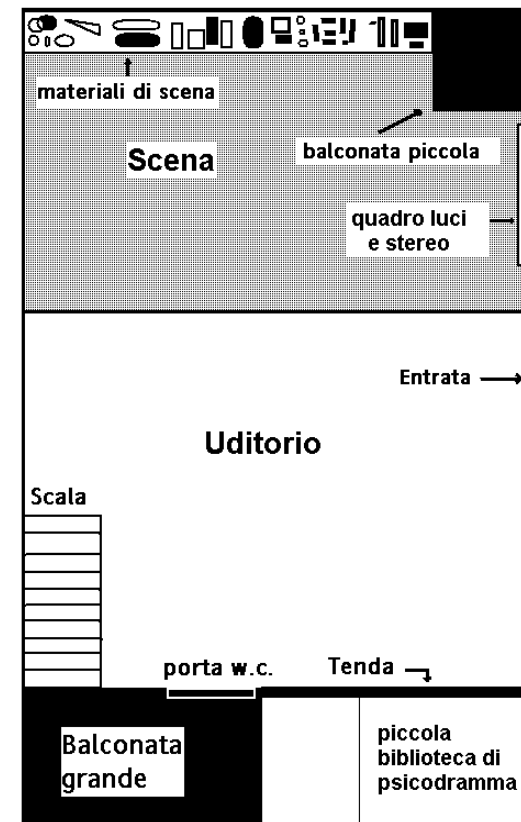 materiali di scena
Scena
balconata piccola
quadro luci
e stereo
Entrata
Uditorio
Scala
porta w.c.
Tenda
Balconata
grande
piccola
biblioteca di
psicodramma